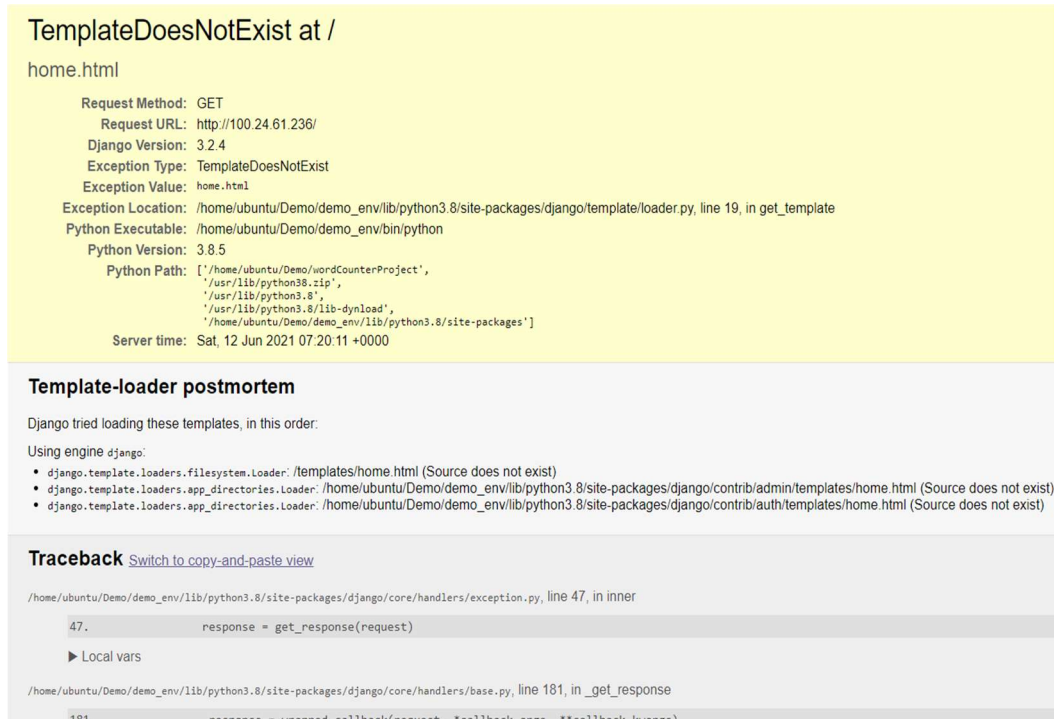 TemplateDoesNotExist at /
home.html
Request Method: GET
Request URL: http://100.24.61.236/
Django Version: 3.2.4
Exception Type: TemplateDoesNotExist
Exception Value: home.html
Exception Location: /home/ubuntu/Demo/demo_env/lib/python3.8/site-packages/django/template/loader.py, line 19, in get_template
Python Executable: /home/ubuntu/Demo/demo_env/bin/python
Python Version: 3.8.5
Python Path: ['/home/ubuntu/Demo/wordCounterProject',
'/usr/lib/python38.zip',
'/usr/lib/python3.8',
'/usr/lib/python3.8/lib-dynload',
'/home/ubuntu/Demo/demo_env/lib/python3.8/site-packages']
Server time: Sat, 12 Jun 2021 07:20:11 +0000
Template-loader postmortem
Django tried loading these templates, in this order:
Using engine django:
• django.template.loaders.filesystem.Loader: /templates/home.html (Source does not exist)
• django.template.loaders.app_directories.Loader: /home/ubuntu/Demo/demo_env/lib/python3.8/site-packages/django/contrib/admin/templates/home.html (Source does not exist)
• django.template.loaders.app_directories.Loader: /home/ubuntu/Demo/demo_env/lib/python3.8/site-packages/django/contrib/auth/templates/home.html (Source does not exist)
Traceback Switch to copy-and-paste view
/home/ubuntu/Demo/demo_env/lib/python3.8/site-packages/django/core/handlers/exception.py, line 47, in inner
47. response = get_response(request)
▶ Local vars
/home/ubuntu/Demo/demo_env/lib/python3.8/site-packages/django/core/handlers/base.py, line 181, in _get_response